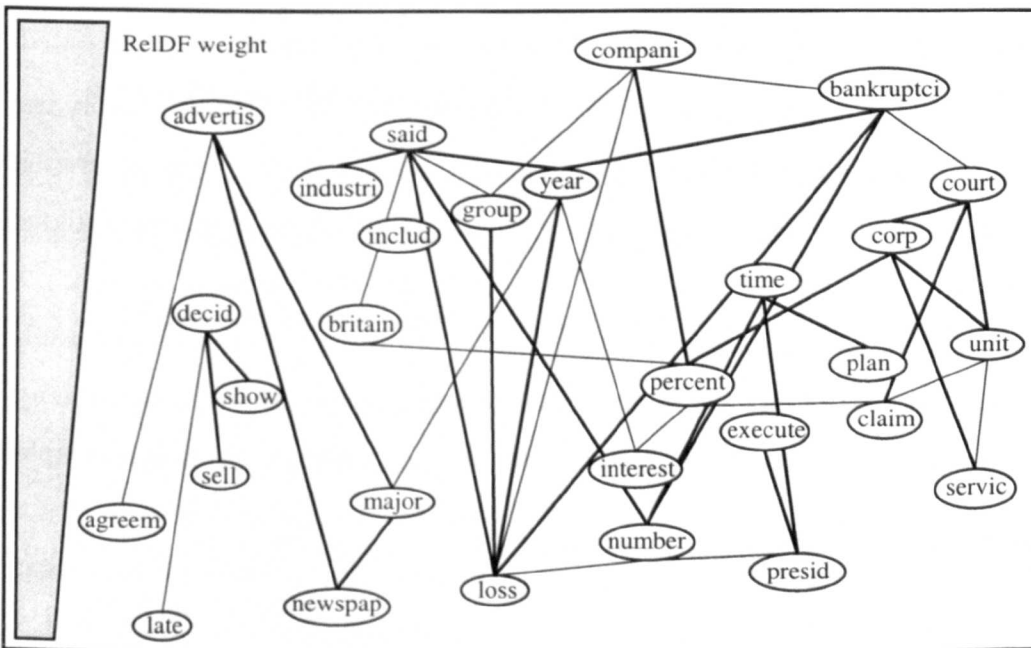 RelDF weight
compani
bankruptci
advertis
said
industri
year
court
group
includ
corp
time
decid
britain
unit
plan
percent
show
claim
execute
interest
sell
servic
major
agreem
number
presid
loss
newspap
late